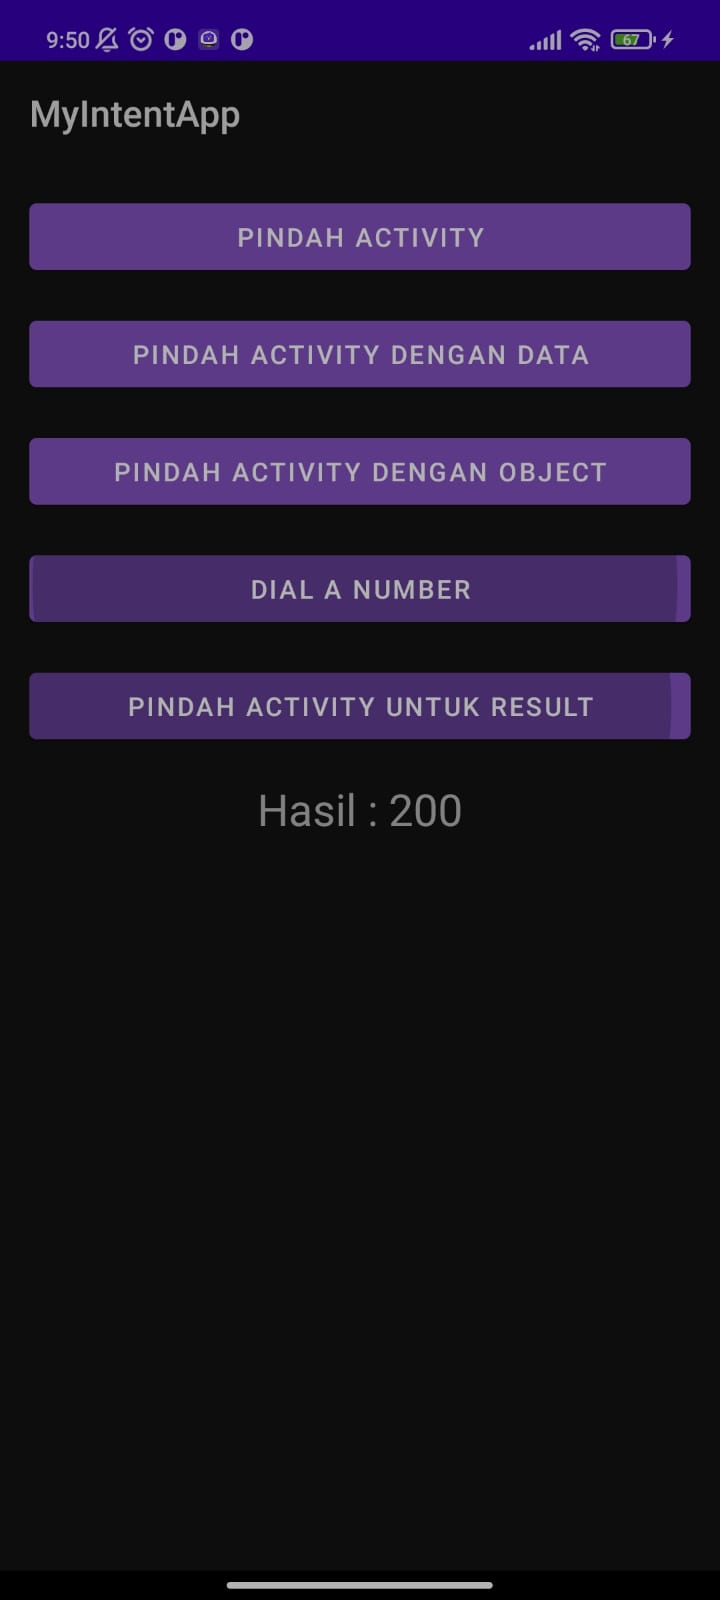 9:50
67
MyIntentApp
PINDAH ACTIVITY
PINDAH ACTIVITY DENGAN DATA
PINDAH ACTIVITY DENGAN OBJECT
DIAL A NUMBER
PINDAH ACTIVITY UNTUK RESULT
Hasil : 200